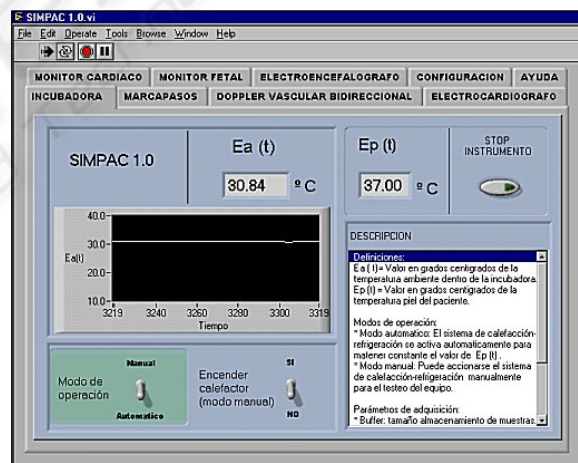 SIMPAC 1.0.vi
File Edit Operate Tools Browse Window Help
MONITOR CARDIACO MONITOR FETAL ELECTROENCEFALOGRAFO CONFIGURACION AYUDA
INCUBADORA MARCAPASOS DOPPLER VASCULAR BIDIRECCIONAL ELECTROCARDIOGRAFO
SIMPAC 1.0
Ea (t)
30.84 º C
Ep (t)
37.00 º C
STOP
INSTRUMENTO
40.0
30.0
Ea(t)
20.0
10.0
3219 3240 3260 3280 3300 3319
Tiempo
DESCRIPCION
Definiciones:
Ea (t)= Valor en grados centigrados de la
temperatura ambiente dentro de la incubadora.
Ep (t)= Valor en grados centigrados de la
temperatura piel del paciente.
Modos de operación:
* Modo automatico: El sistema de calefacción-
refrigeración se activa automaticamente para
matener constante el valor de Ep (t) .
* Modo manual: Puede accionarse el sistema
de calefacción-refrigeración manualmente
para el testeo del equipo.
Parámetros de adquisición:
* Buffer: tamaño almacenamiento de muestras.
Manual
Modo de
operación
Automatico
Encender
calefactor
(modo manual)
SI
NO